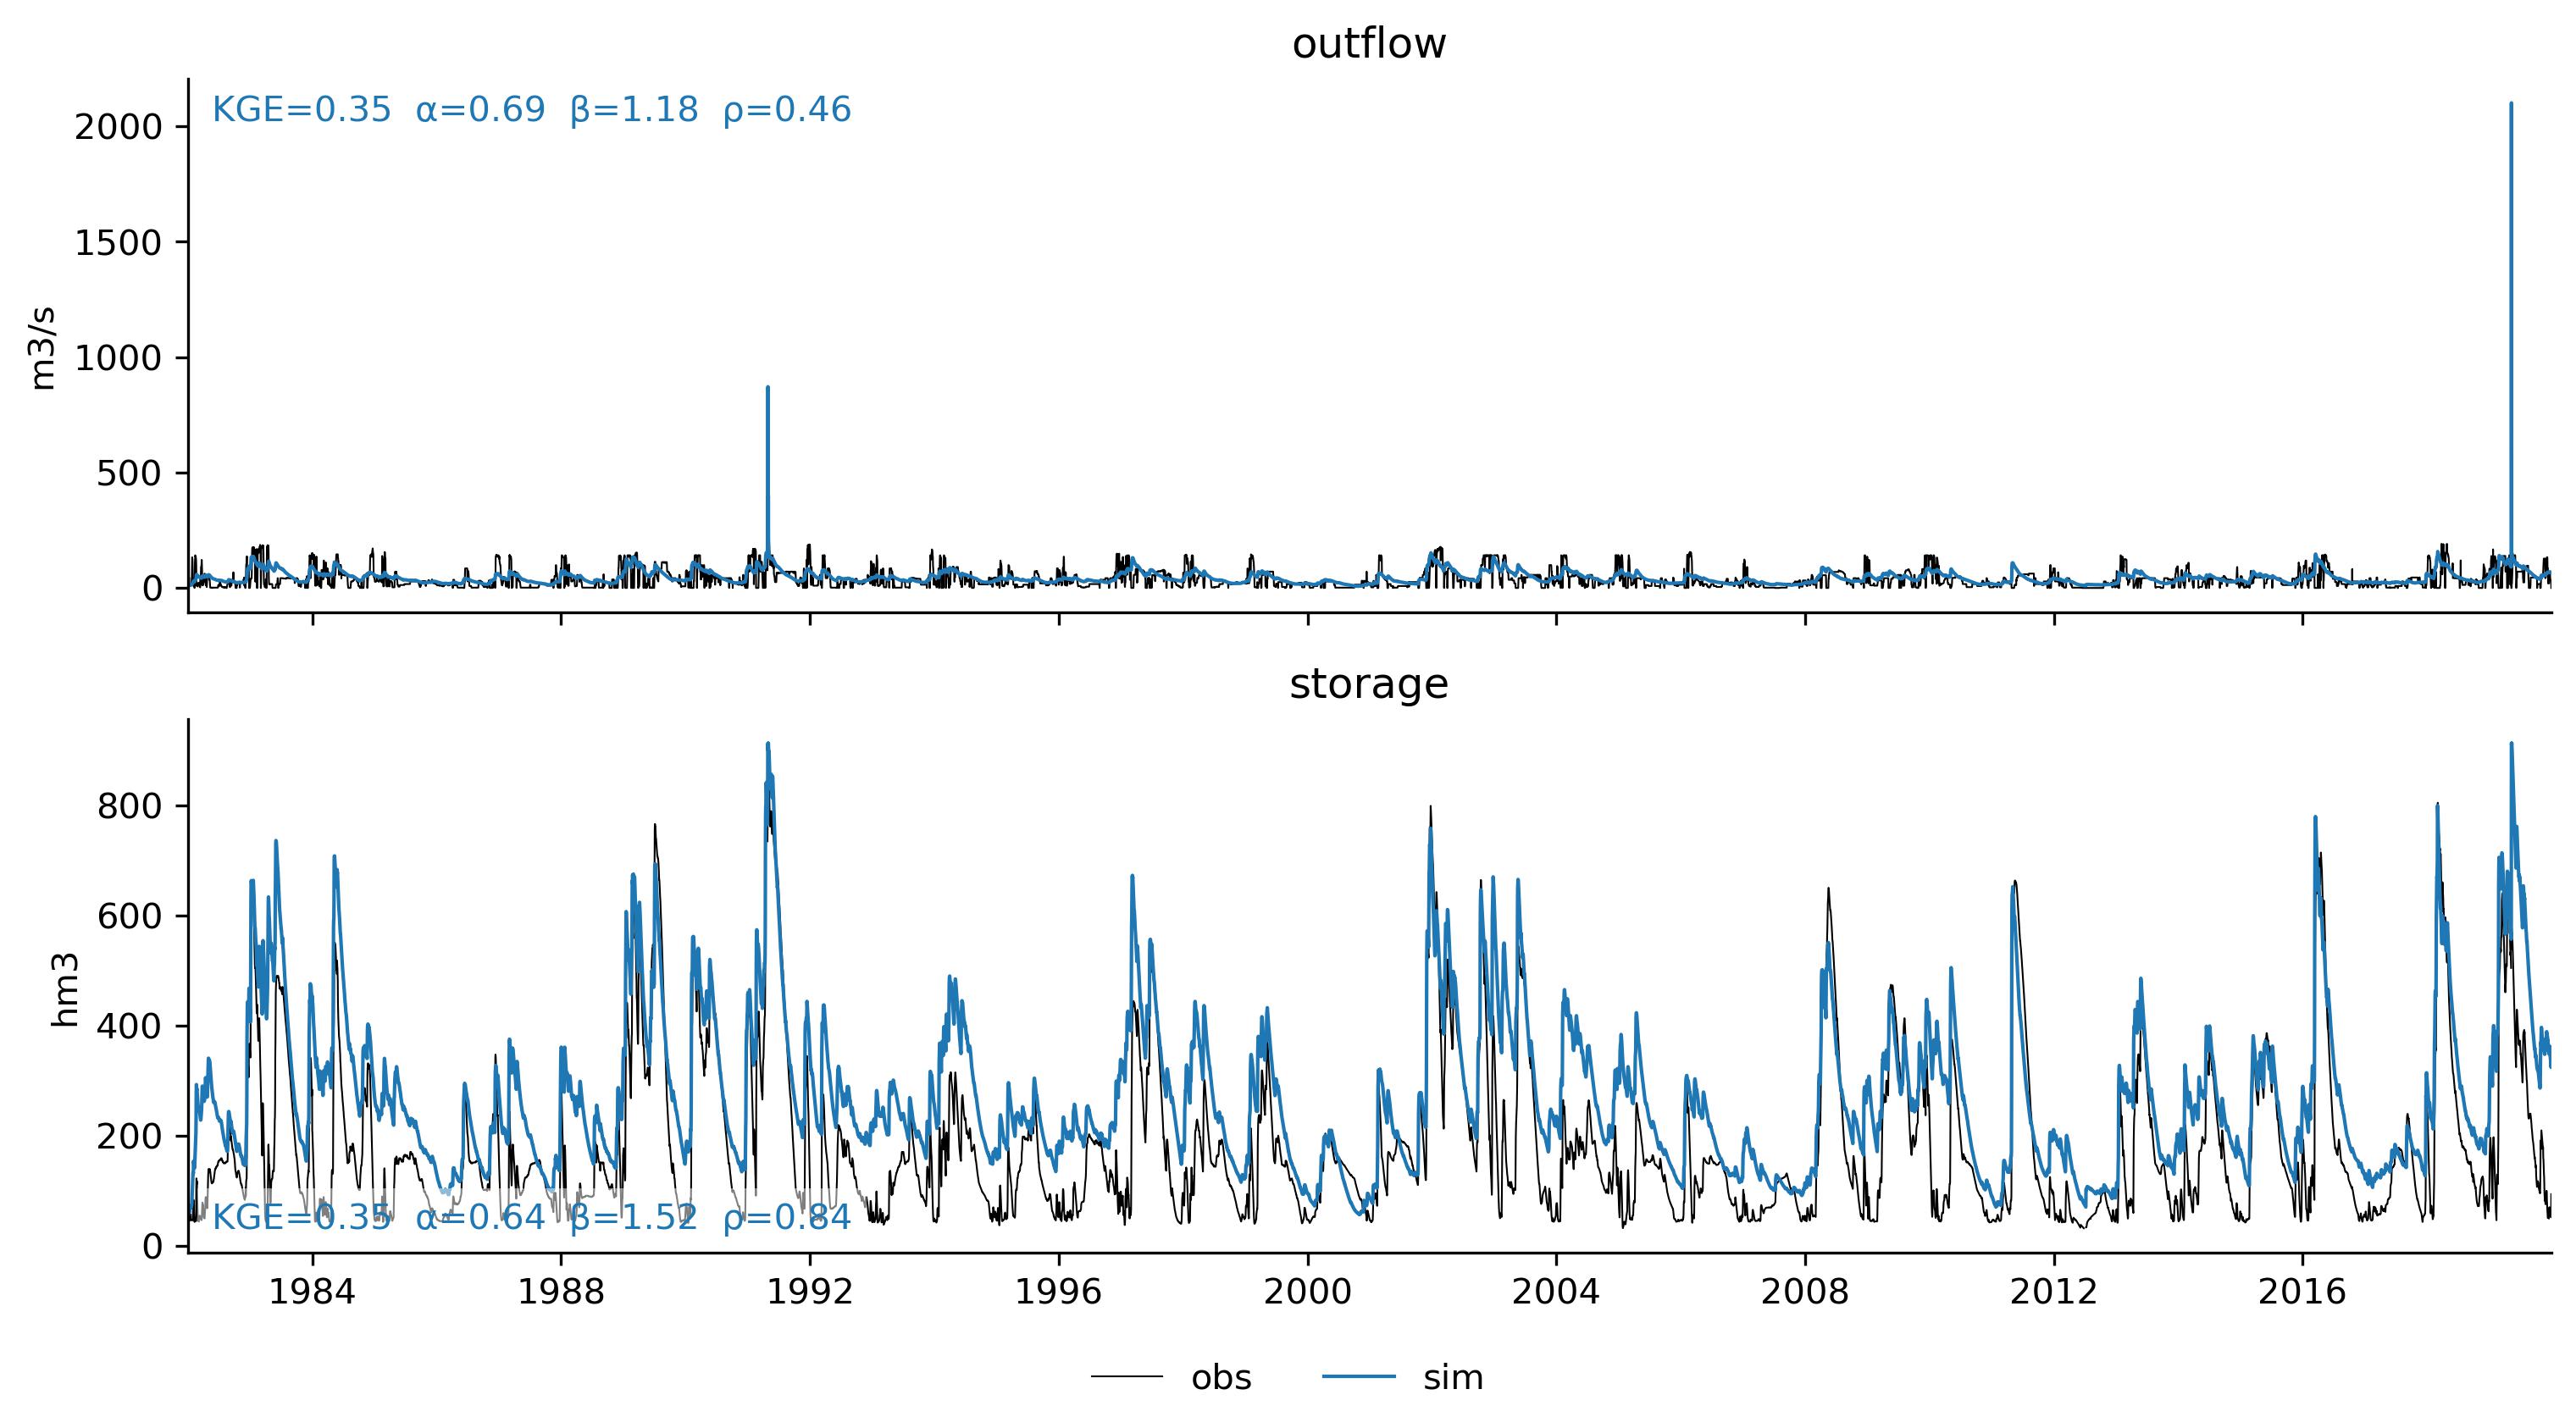 outflow
KGE=0.35 α=0.69 β=1.18 ρ=0.46
2000
1500
1000
500
0
m3/s
storage
800
600
400
200
0
hm3
KGE=0.35 α=0.64 β=1.52 ρ=0.84
1984 1988 1992 1996 2000 2004 2008 2012 2016
obs sim